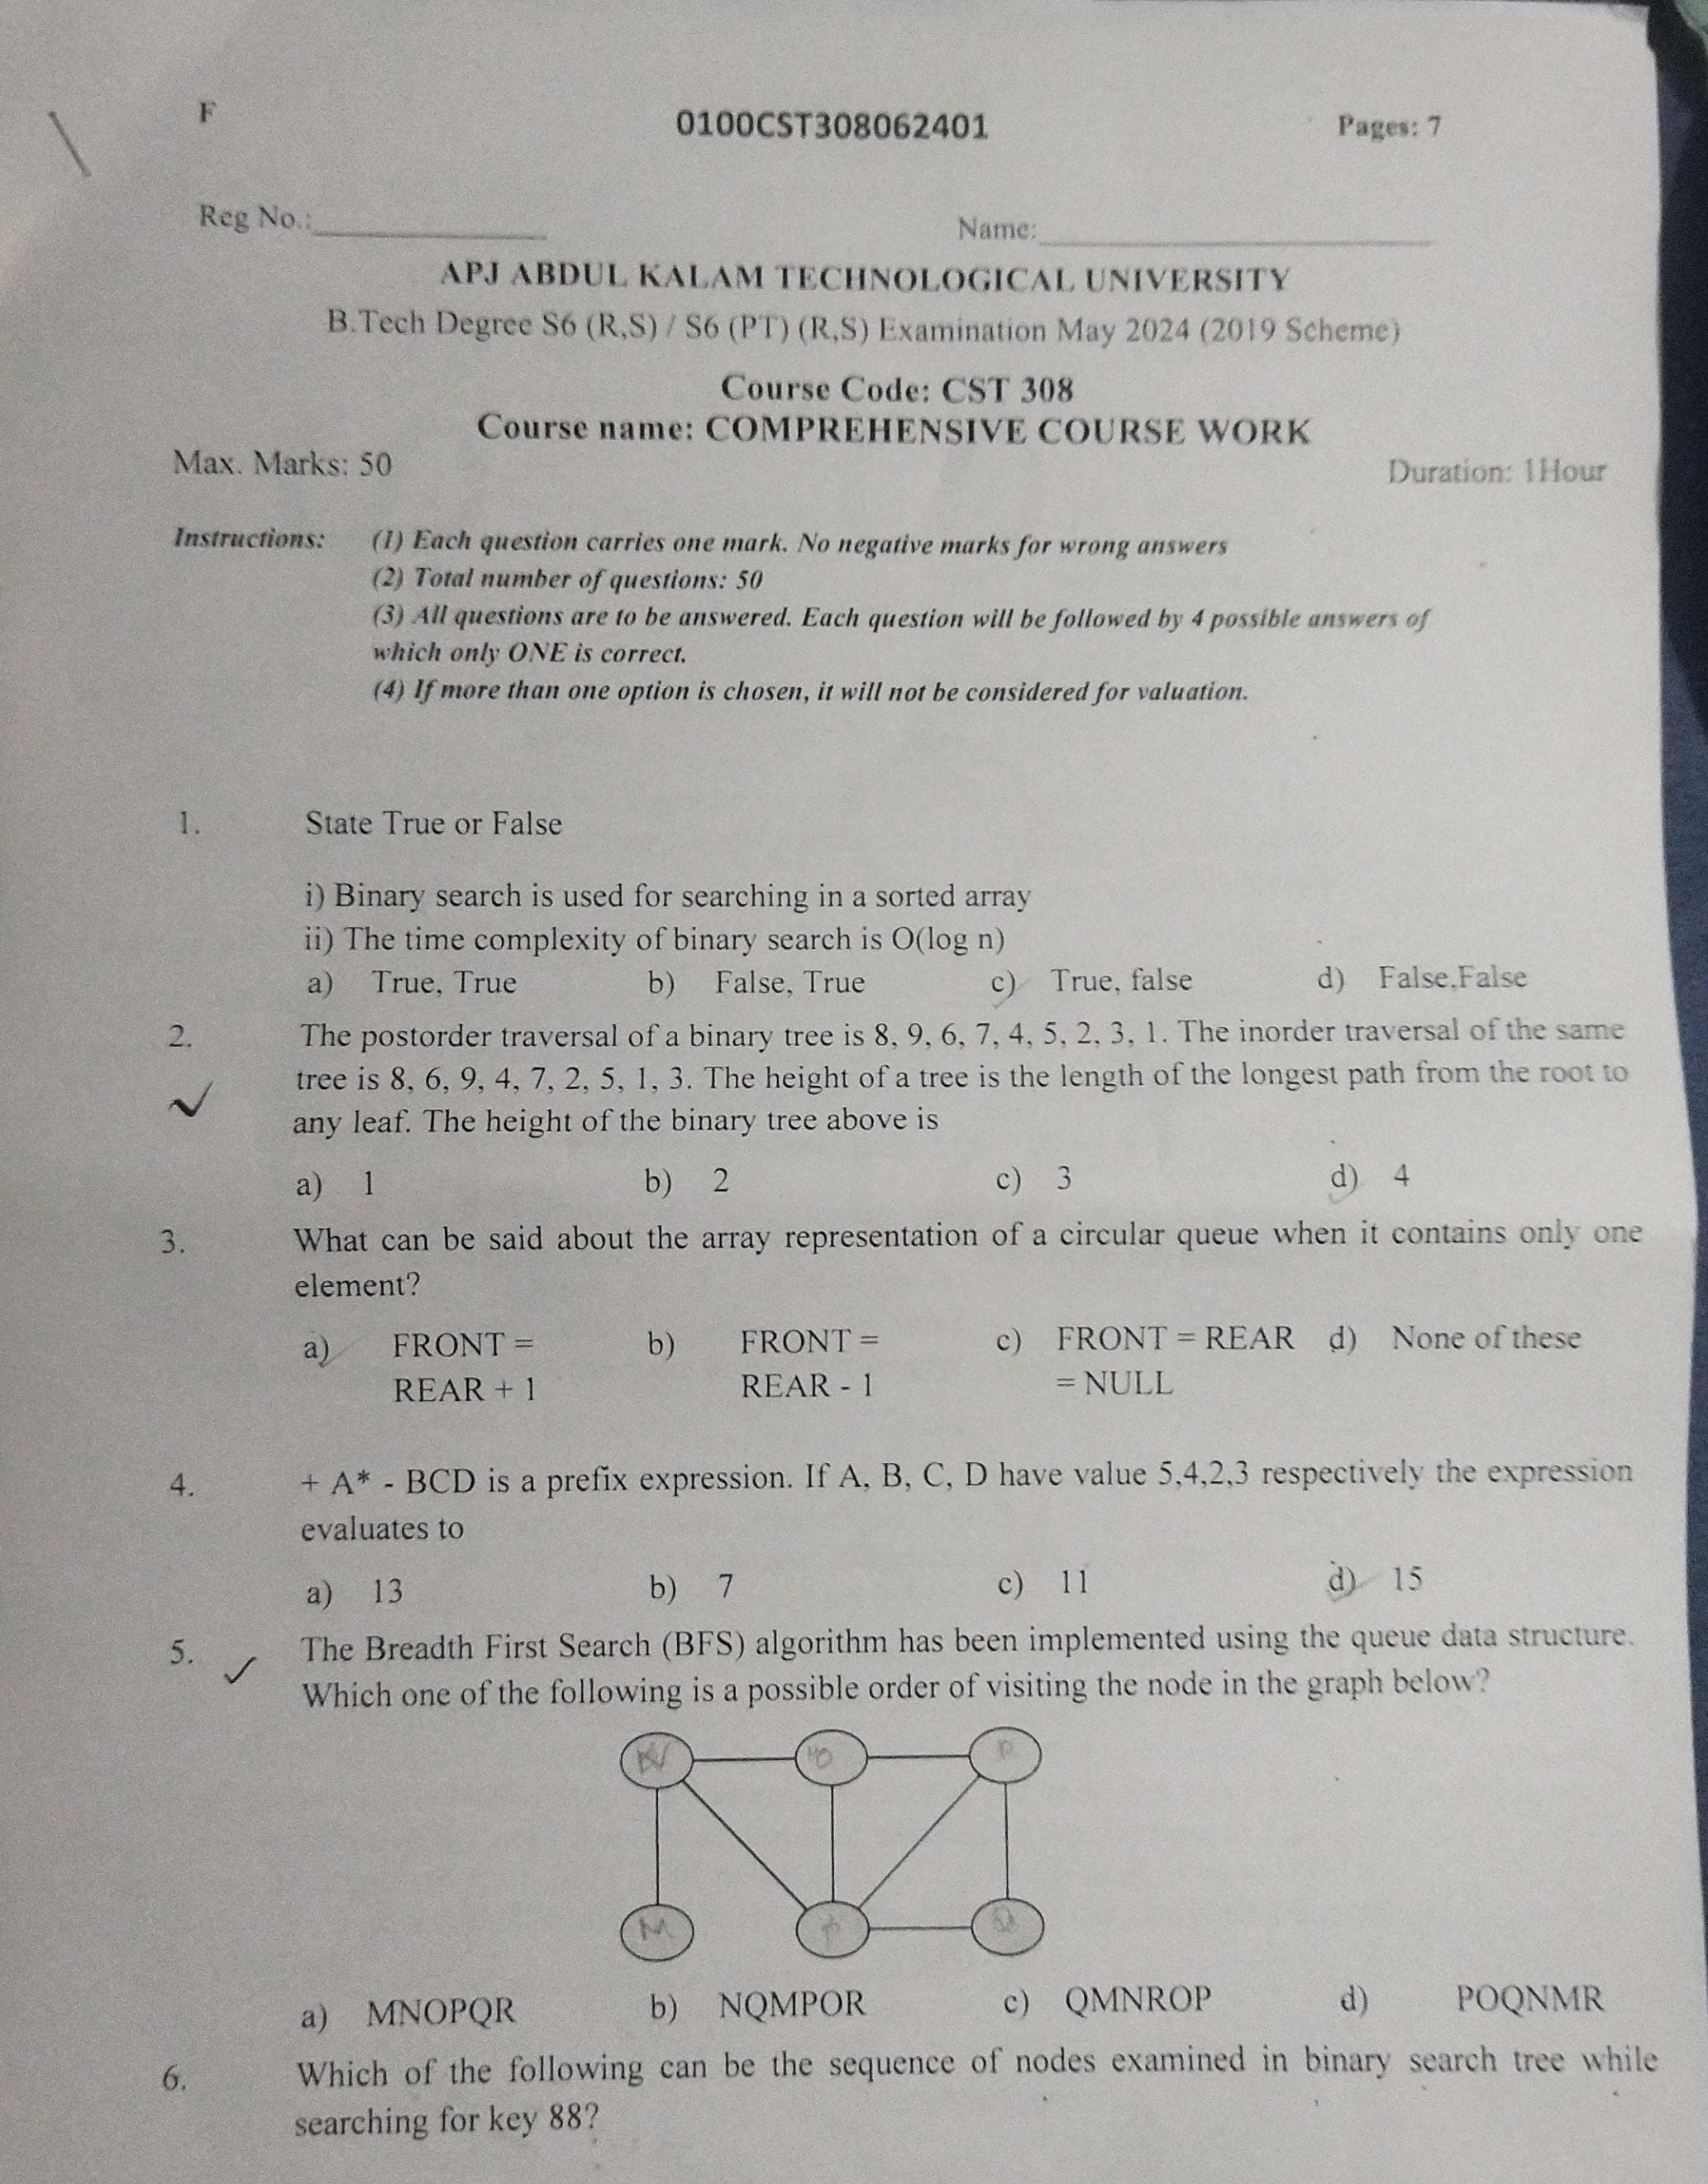 F
0100CST308062401
Pages: 7
Reg No.:
Name:
APJ ABDUL KALAM TECHNOLOGICAL UNIVERSITY
B.Tech Degree S6 (R,S) / S6 (PT) (R,S) Examination May 2024 (2019 Scheme)
Course Code: CST 308
Course name: COMPREHENSIVE COURSE WORK
Max. Marks: 50
Duration: 1Hour
Instructions: (1) Each question carries one mark. No negative marks for wrong answers
(2) Total number of questions: 50
(3) All questions are to be answered. Each question will be followed by 4 possible answers of
which only ONE is correct.
(4) If more than one option is chosen, it will not be considered for valuation.
1. State True or False
i) Binary search is used for searching in a sorted array
ii) The time complexity of binary search is O(log n)
a) True, True b) False, True c) True, false d) False,False
2. The postorder traversal of a binary tree is 8, 9, 6, 7, 4, 5, 2, 3, 1. The inorder traversal of the same
tree is 8, 6, 9, 4, 7, 2, 5, 1, 3. The height of a tree is the length of the longest path from the root to
any leaf. The height of the binary tree above is
a) 1 b) 2 c) 3 d) 4
3. What can be said about the array representation of a circular queue when it contains only one
element?
a) FRONT = b) FRONT = c) FRONT = REAR d) None of these
REAR + 1 REAR - 1 = NULL
4. + A* - BCD is a prefix expression. If A, B, C, D have value 5,4,2,3 respectively the expression
evaluates to
a) 13 b) 7 c) 11 d) 15
5. The Breadth First Search (BFS) algorithm has been implemented using the queue data structure.
Which one of the following is a possible order of visiting the node in the graph below?
M
a) MNOPQR b) NQMPOR c) QMNROP d) POQNMR
6. Which of the following can be the sequence of nodes examined in binary search tree while
searching for key 88?